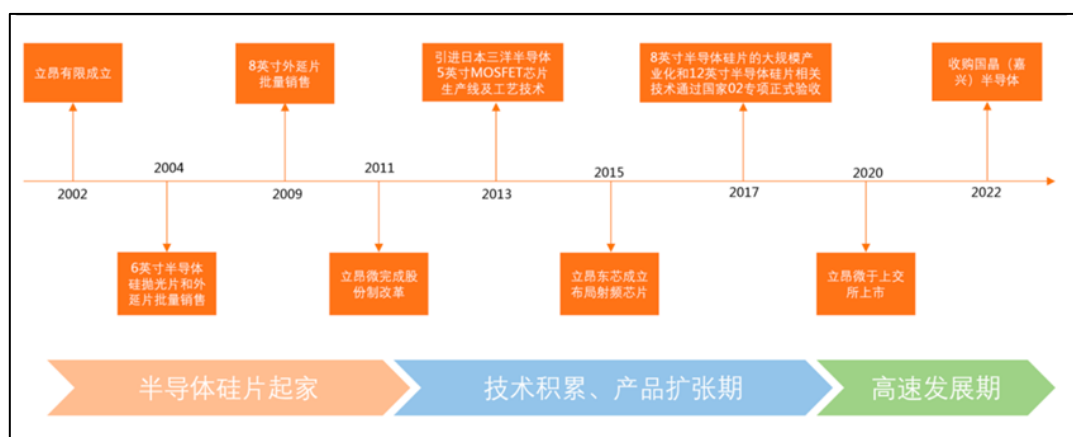 立昂有限成立
8英寸外延片
批量销售
引进日本三洋半导体
5英寸MOSFET芯片
生产线及工艺技术
8英寸半导体硅片的大规模产
业化和12英寸半导体硅片相关
技术通过国家02专项正式验收
收购国晶（嘉
兴）半导体
2004
2011
2015
2020
2002
2009
2013
2017
2022
6英寸半导体
硅抛光片和外
延片批量销售
立昂微完成股
份制改革
立昂东芯成立
布局射频芯片
立昂微于上交
所上市
半导体硅片起家
技术积累、产品扩张期
高速发展期